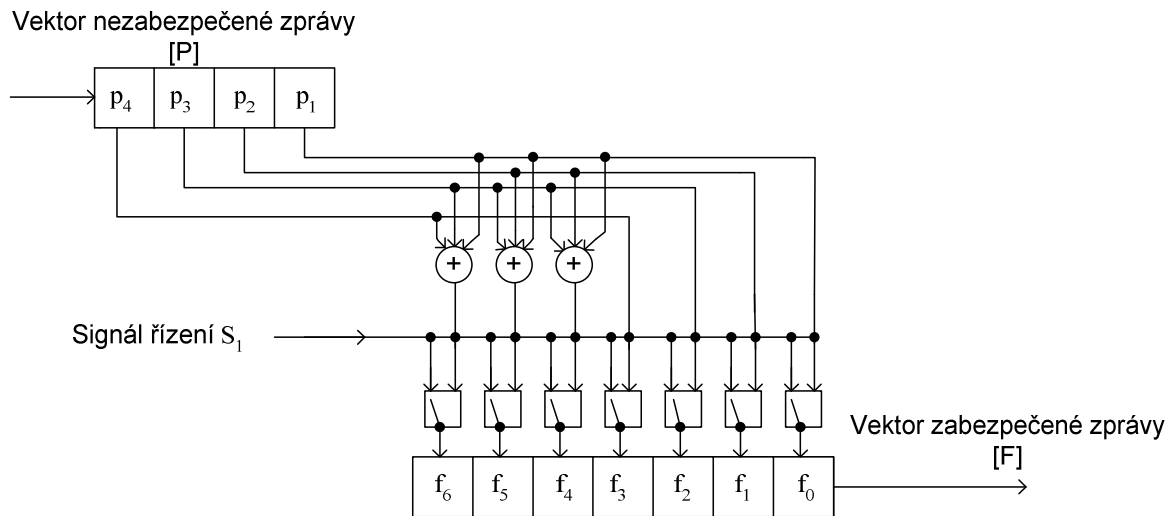 Vektor nezabezpečené zprávy
[P]
p₄ p₃ p₂ p₁
+ + +
Signál řízení S₁
Vektor zabezpečené zprávy
[F]
f₆ f₅ f₄ f₃ f₂ f₁ f₀